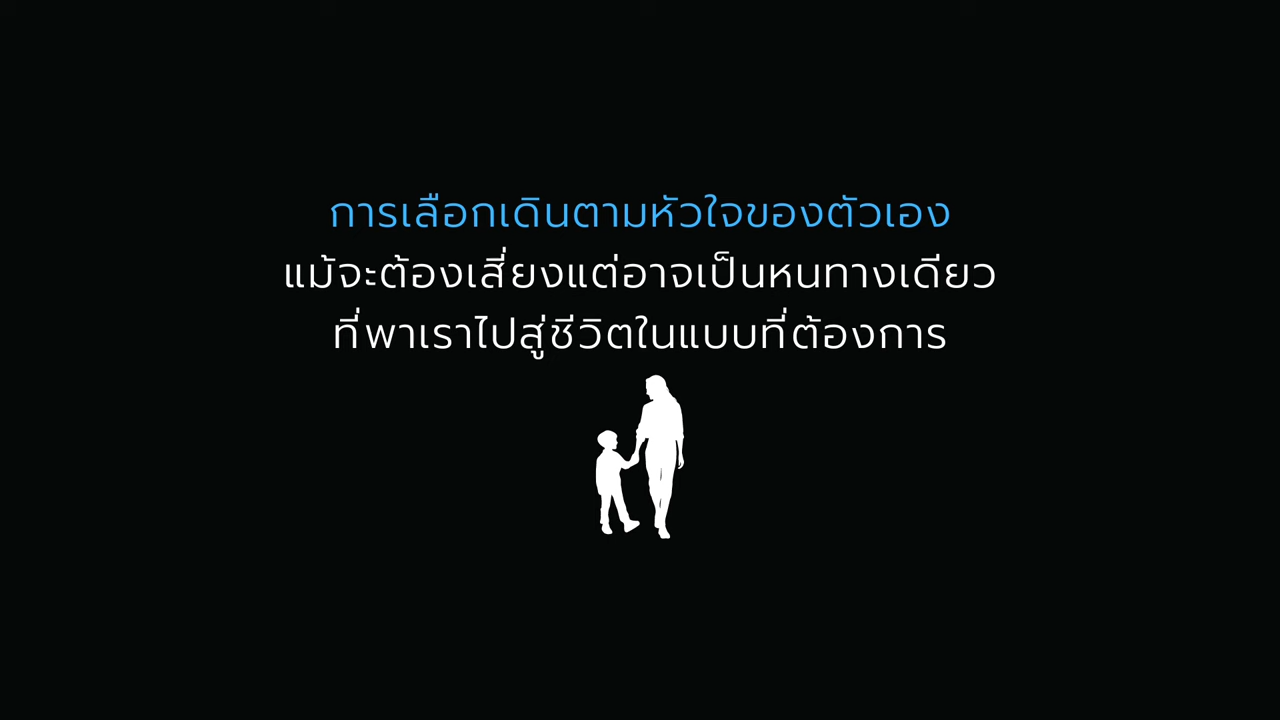 การเลือกเดินตามหัวใจของตัวเอง
แม้จะต้องเสี่ยงแต่อาจเป็นหนทางเดียว
ที่พาเราไปสู่ชีวิตในแบบที่ต้องการ